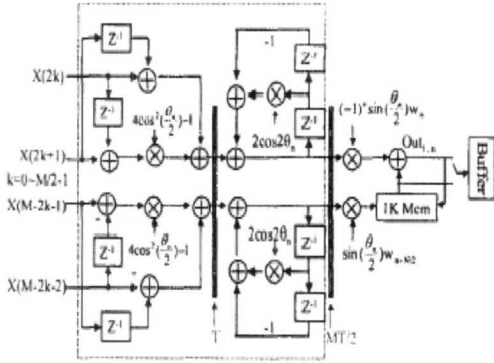 -1
Z⁻¹
Z⁻¹
X(2k)
Z⁻¹
4cos²(θₙ/2)-1
2cos2θₙ
Z⁻¹
(-1)ⁿsin(θₙ/2)wₙ
X(2k+1)
k=0~M/2-1
Out₁,ₙ
Buffer
X(M-2k-1)
1K Mem
Z⁻¹
4cos²(θₙ/2)-1
2cos2θₙ
Z⁻¹
sin(θₙ/2)wₙ₊N/2
X(M-2k-2)
Z⁻¹
Z⁻¹
-1
T
MT/2